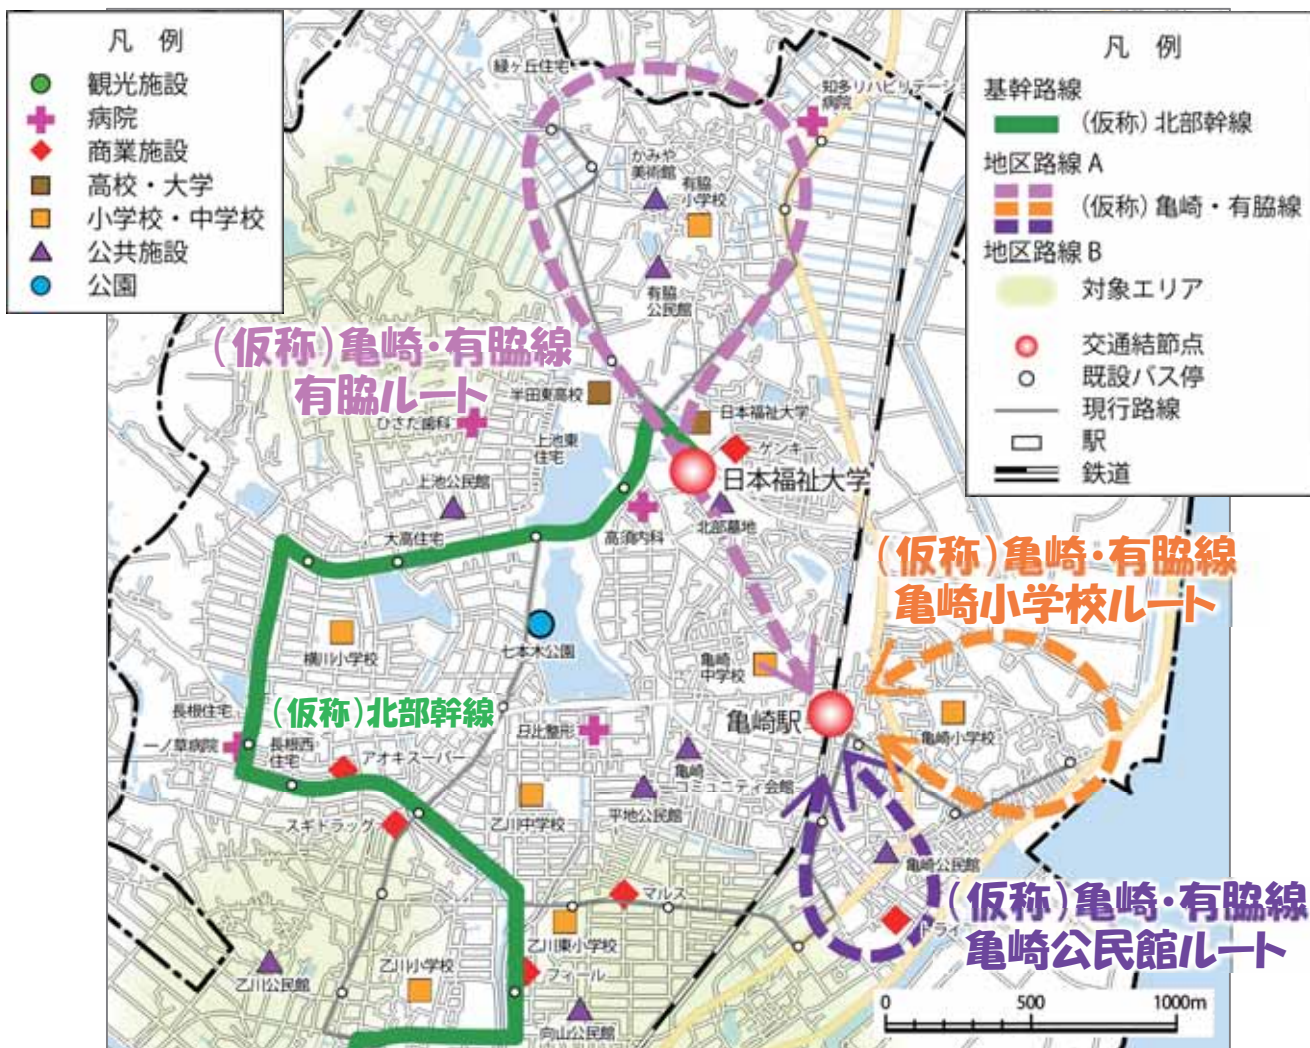 凡 例
観光施設
病院
商業施設
高校・大学
小学校・中学校
公共施設
公園
凡 例
基幹路線
(仮称)北部幹線
地区路線 A
(仮称)亀崎・有脇線
地区路線 B
対象エリア
交通結節点
既設バス停
現行路線
駅
鉄道
緑ヶ丘住宅
知多リハビリテーショ
病院
かみや
美術館
有脇
小学校
有脇
公民館
(仮称)亀崎・有脇線
有脇ルート
半田東高校
日本福祉大学
ひさだ歯科
上池東
住宅
ゲンキー
日本福祉大学
上池公民館
北部墓地
高須内科
大高住宅
(仮称)亀崎・有脇線
亀崎小学校ルート
七本木公園
横川小学校
亀崎
中学校
長根住宅
(仮称)北部幹線
亀崎駅
亀崎小学校
一ノ草病院
長根西
住宅
アオキスーパー
日比整形
亀崎
コミュニティ会館
スギドラッグ
乙川中学校
平地公民館
亀崎公民館
マルス
(仮称)亀崎・有脇線
亀崎公民館ルート
乙川東小学校
乙川公民館
乙川小学校
フィール
向山公民館
0 500 1000m